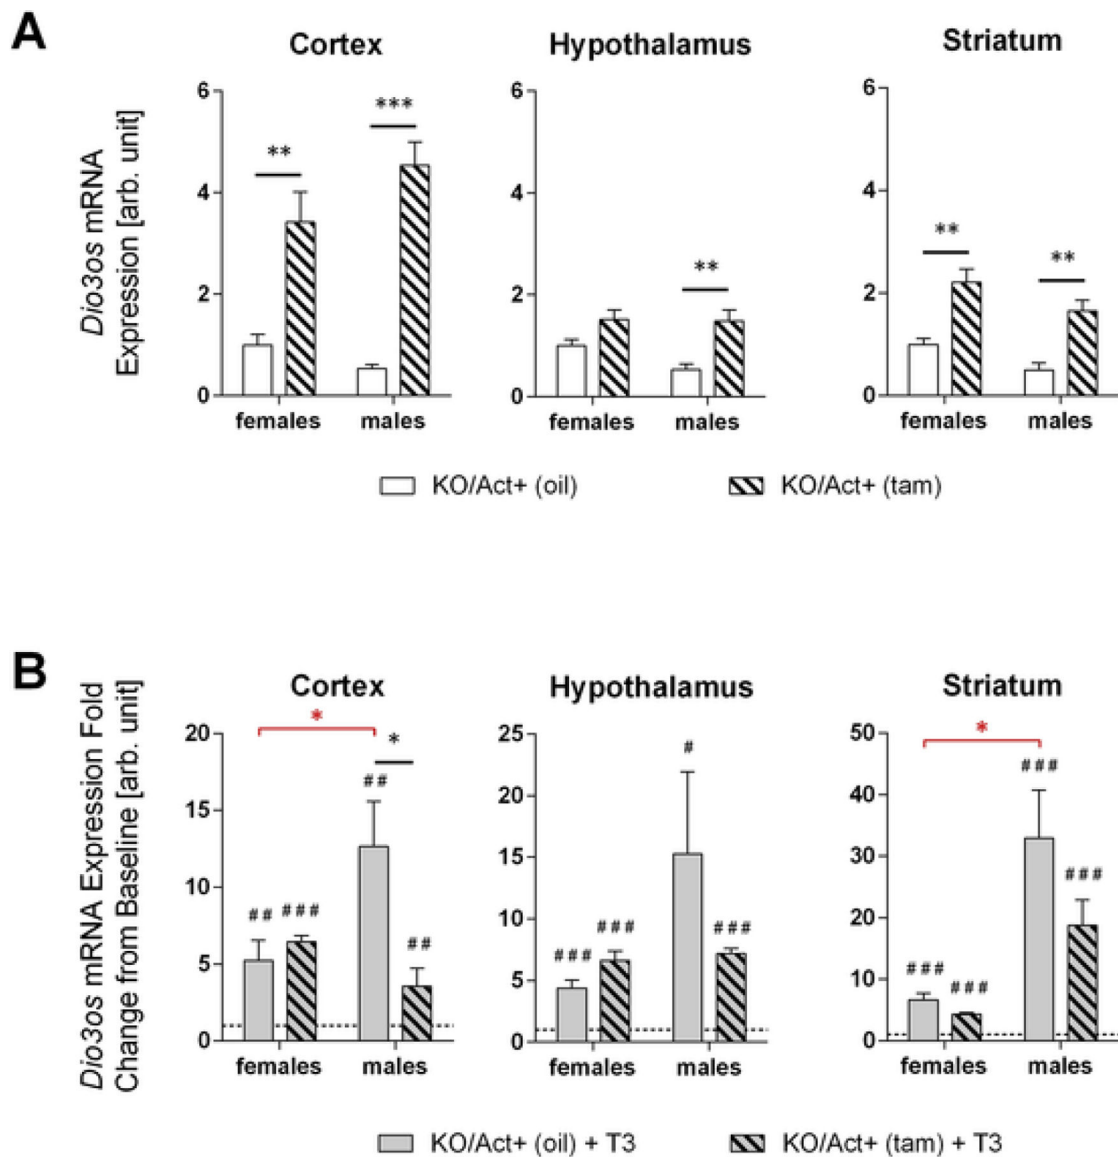 A
Cortex
Hypothalamus
Striatum
Dio3os mRNA
Expression [arb. unit]
6
4
2
0
**
***
females
males
6
4
2
0
**
females
males
6
4
2
0
**
**
females
males
KO/Act+ (oil)
KO/Act+ (tam)
B
Cortex
Hypothalamus
Striatum
Dio3os mRNA Expression Fold
Change from Baseline [arb. unit]
20
15
10
5
0
*
*
##
###
##
##
females
males
25
20
15
10
5
0
###
###
#
###
females
males
50
40
30
20
10
0
*
###
###
###
###
females
males
KO/Act+ (oil) + T3
KO/Act+ (tam) + T3